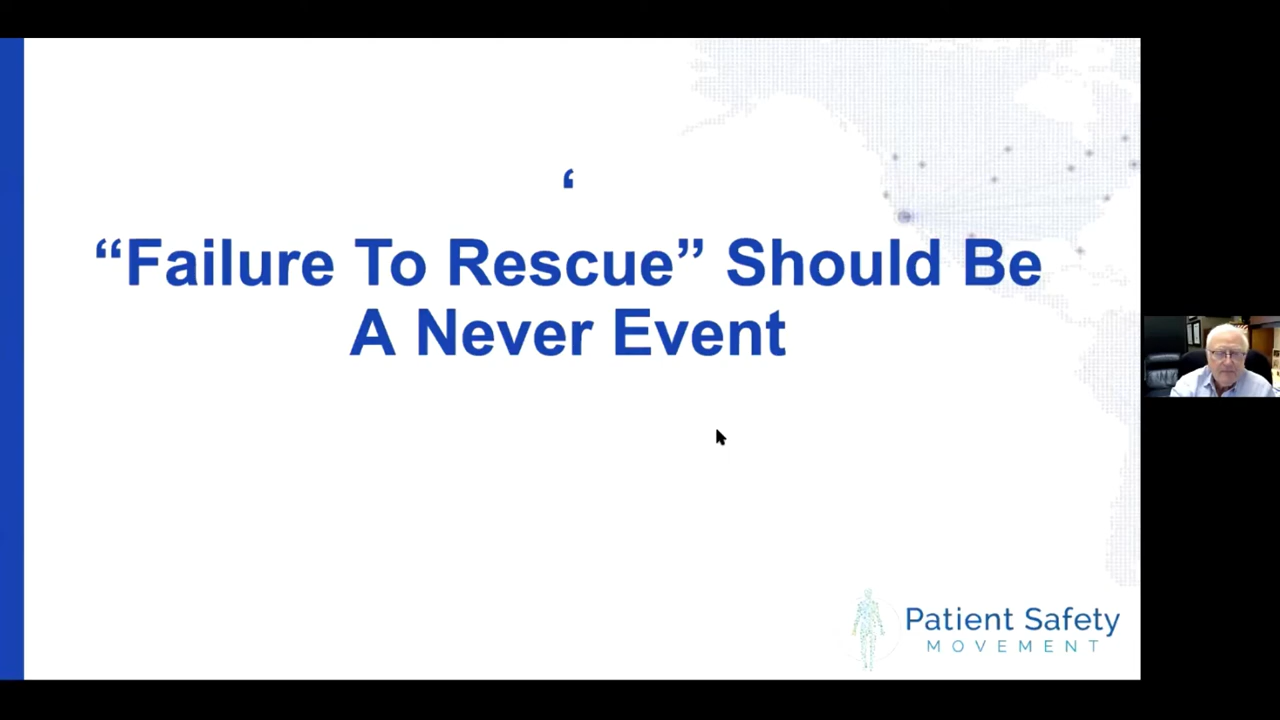 ‘
“Failure To Rescue” Should Be
A Never Event
Patient Safety
MOVEMENT